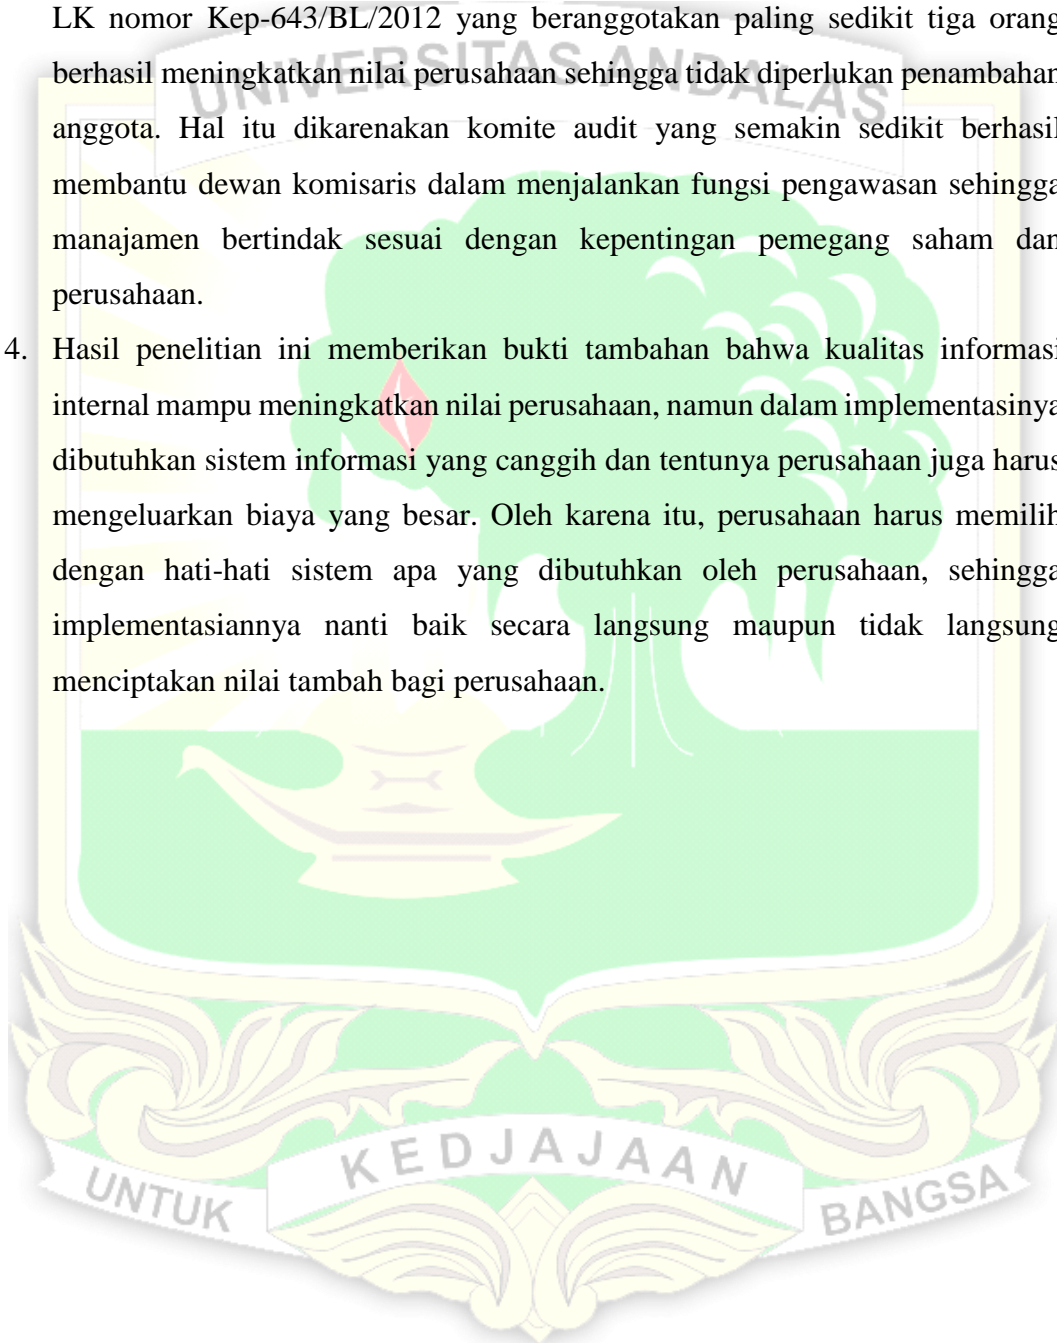 LK nomor Kep-643/BL/2012 yang beranggotakan paling sedikit tiga orang
berhasil meningkatkan nilai perusahaan sehingga tidak diperlukan penambahan
UNIVERSITAS ANDALAS
anggota. Hal itu dikarenakan komite audit yang semakin sedikit berhasil
membantu dewan komisaris dalam menjalankan fungsi pengawasan sehingga
manajamen bertindak sesuai dengan kepentingan pemegang saham dan
perusahaan.
4. Hasil penelitian ini memberikan bukti tambahan bahwa kualitas informasi
internal mampu meningkatkan nilai perusahaan, namun dalam implementasinya
dibutuhkan sistem informasi yang canggih dan tentunya perusahaan juga harus
mengeluarkan biaya yang besar. Oleh karena itu, perusahaan harus memilih
dengan hati-hati sistem apa yang dibutuhkan oleh perusahaan, sehingga
implementasiannya nanti baik secara langsung maupun tidak langsung
menciptakan nilai tambah bagi perusahaan.
UNTUK KEDJAJAAN BANGSA